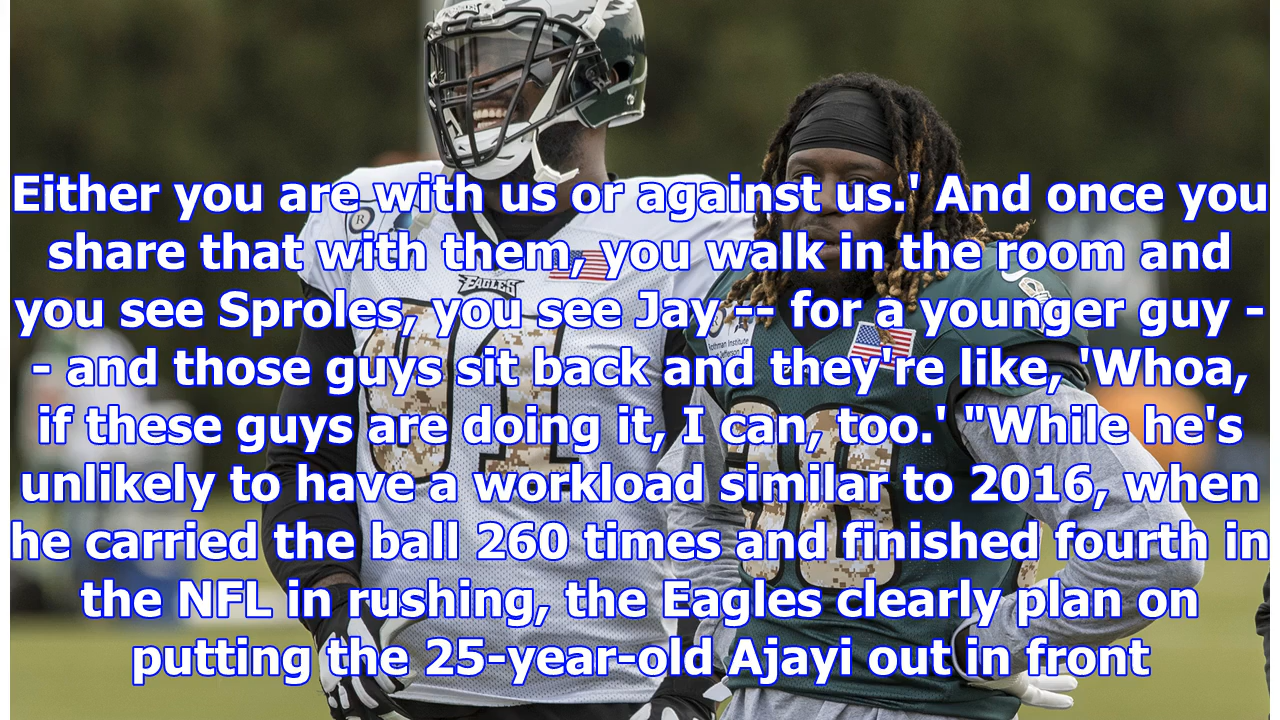 Either you are with us or against us.' And once you
share that with them, you walk in the room and
you see Sproles, you see Jay -- for a younger guy -
- and those guys sit back and they're like, 'Whoa,
if these guys are doing it, I can, too.' "While he's
unlikely to have a workload similar to 2016, when
he carried the ball 260 times and finished fourth in
the NFL in rushing, the Eagles clearly plan on
putting the 25-year-old Ajayi out in front
EAGLES
91
Rothman Institute